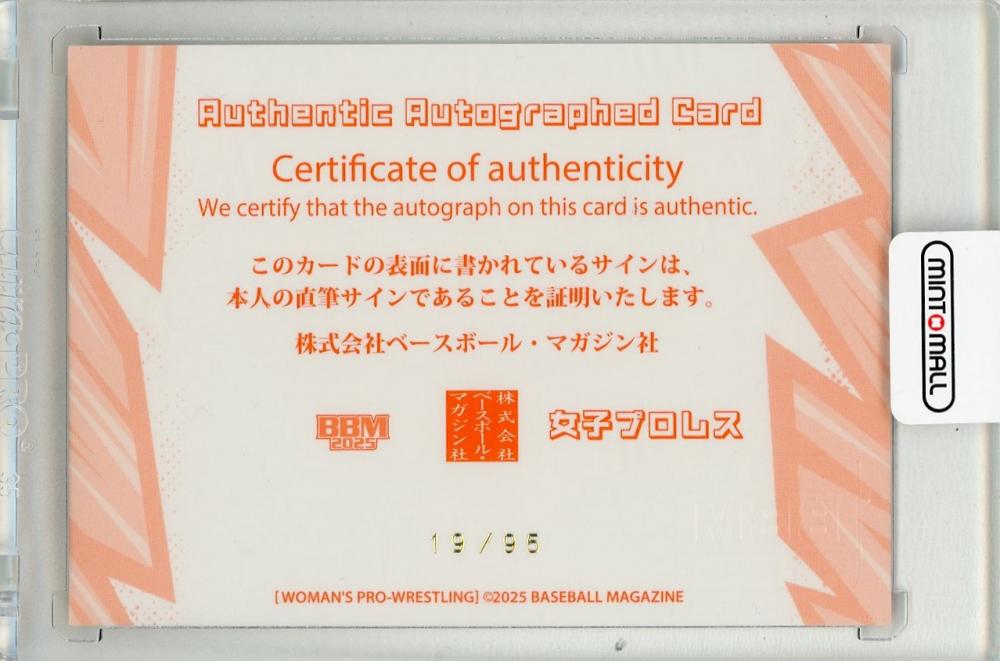 Authentic Autographed Card
Certificate of authenticity
We certify that the autograph on this card is authentic.
このカードの表面に書かれているサインは、
本人の直筆サインであることを証明いたします。
株式会社ベースボール・マガジン社
BBM
2025
株式会社
ベースボール・
マガジン社
女子プロレス
19/95
[WOMAN'S PRO-WRESTLING] ©2025 BASEBALL MAGAZINE
MINT MALL